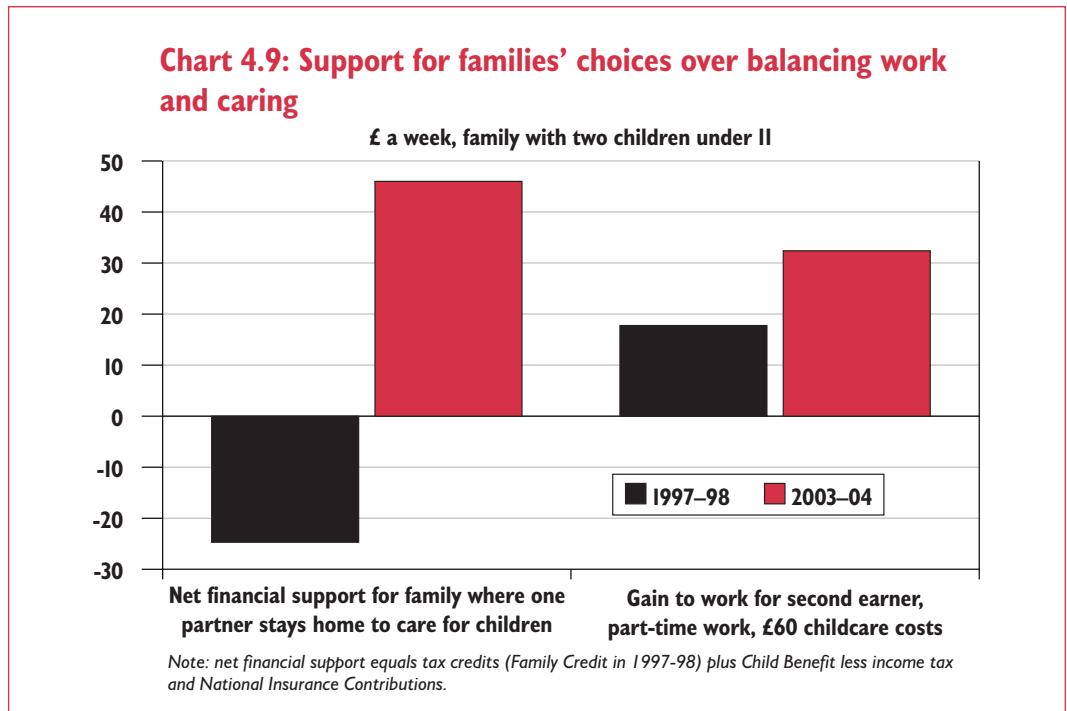 Chart 4.9: Support for families’ choices over balancing work
and caring
£ a week, family with two children under 11
50
40
30
20
10
0
-10
-20
-30
1997–98
2003–04
Net financial support for family where one
partner stays home to care for children
Gain to work for second earner,
part-time work, £60 childcare costs
Note: net financial support equals tax credits (Family Credit in 1997-98) plus Child Benefit less income tax
and National Insurance Contributions.